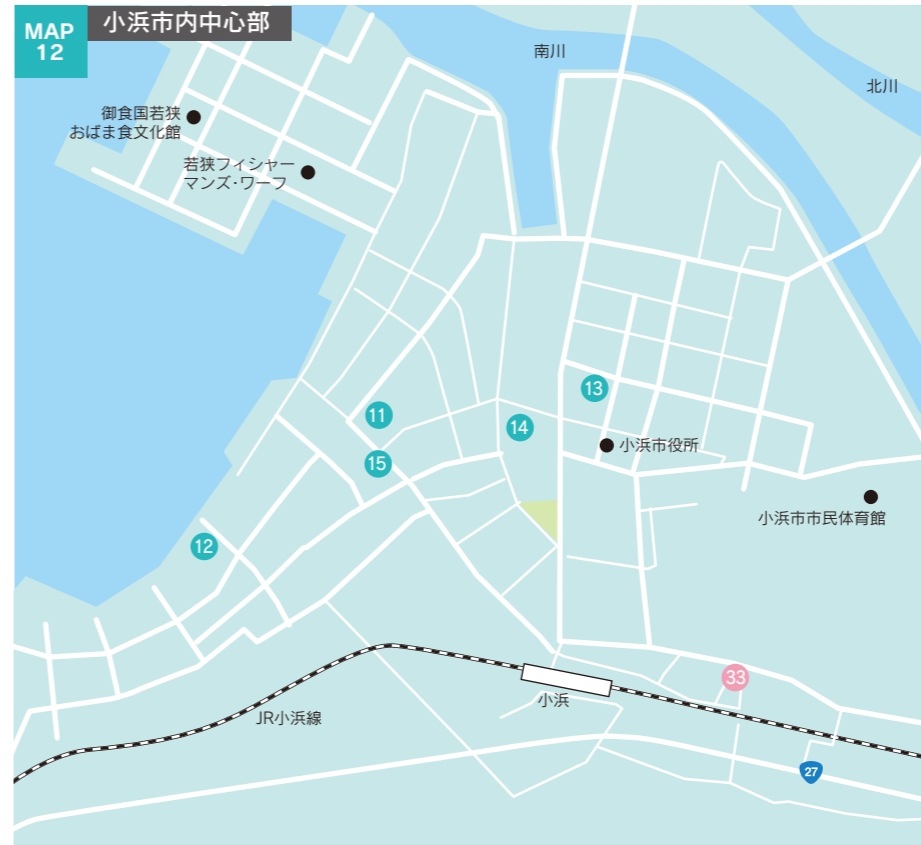 MAP
12
小浜市内中心部
南川
北川
御食国若狭
おばま食文化館
若狭フィシャー
マンズ・ワーフ
13
11
14
小浜市役所
15
小浜市市民体育館
12
33
小浜
JR小浜線
27